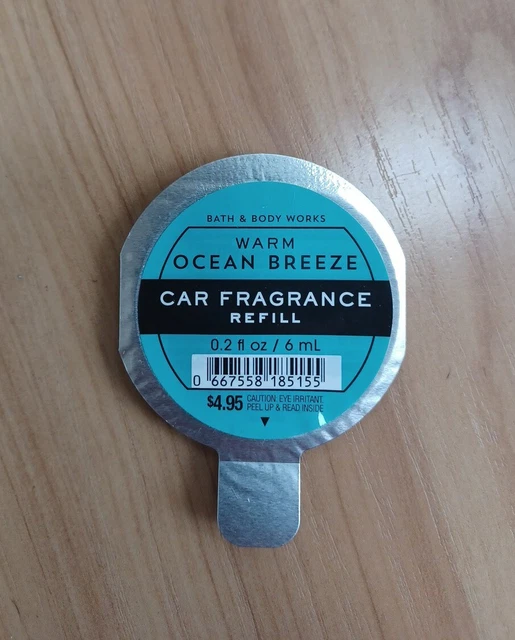 BATH & BODY WORKS
WARM
OCEAN BREEZE
CAR FRAGRANCE
REFILL
0.2 fl oz / 6 mL
0 667558 185155
$4.95 CAUTION: EYE IRRITANT.
PEEL UP & READ INSIDE